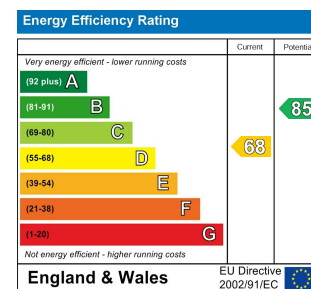 Energy Efficiency Rating
Current Potentia
Very energy efficient - lower running costs
(92 plus) A
(81-91) B
85
(69-80) C
68
(55-68) D
(39-54) E
(21-38) F
(1-20) G
Not energy efficient - higher running costs
England & Wales
EU Directive
2002/91/EC